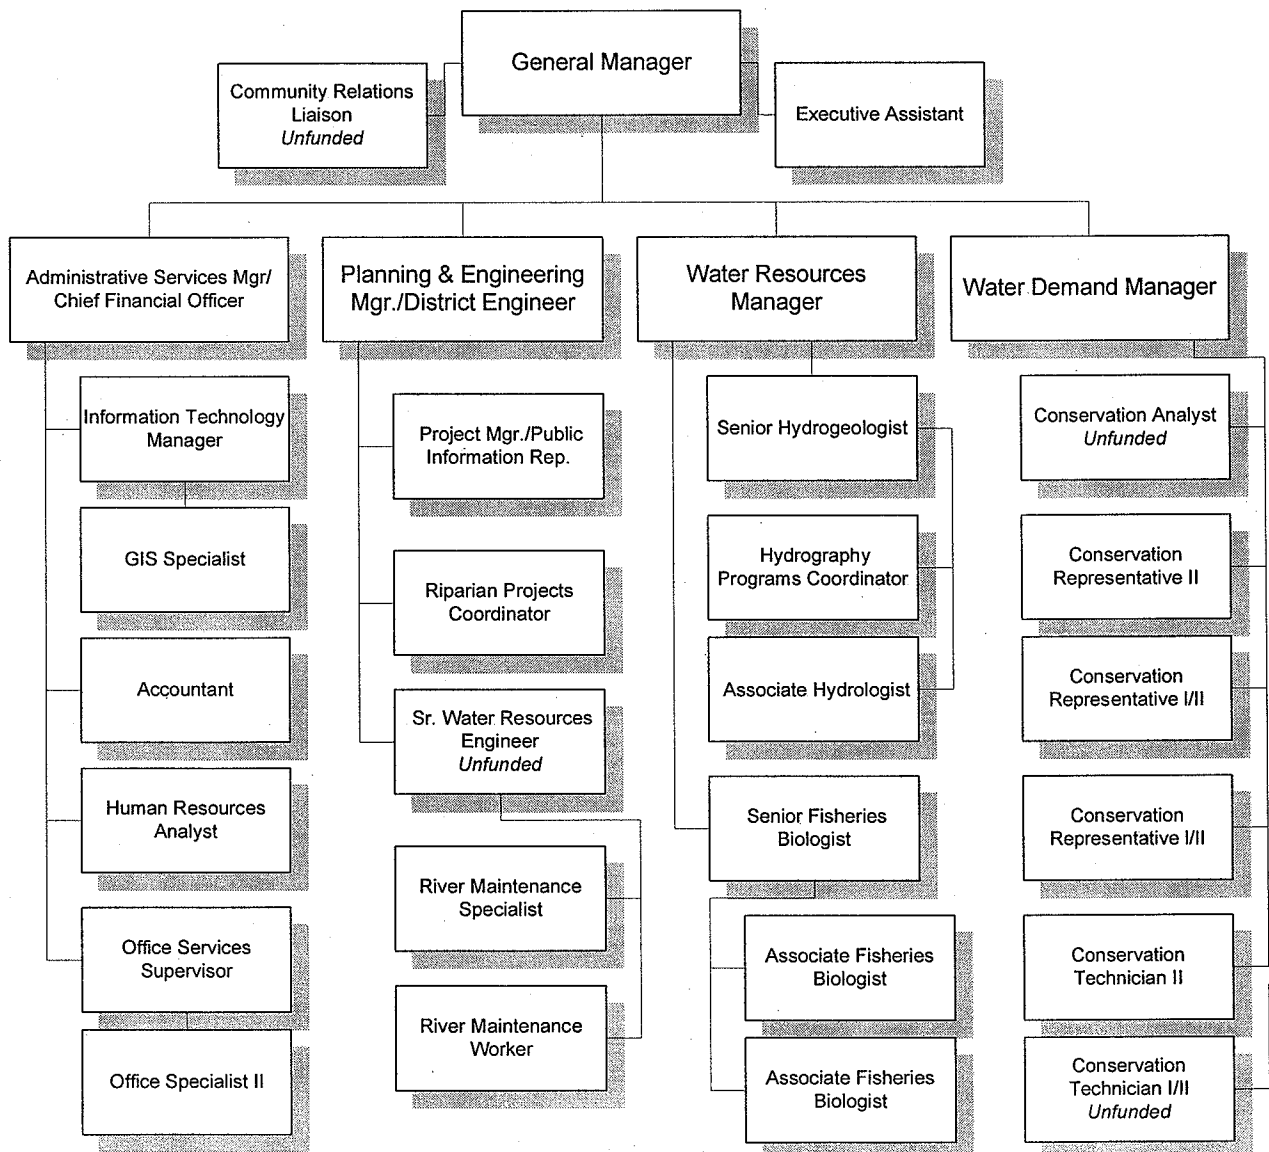 General Manager
Community Relations
Liaison
Unfunded
Executive Assistant
Administrative Services Mgr/
Chief Financial Officer
Planning & Engineering
Mgr./District Engineer
Water Resources
Manager
Water Demand Manager
Information Technology
Manager
GIS Specialist
Accountant
Human Resources
Analyst
Office Services
Supervisor
Office Specialist II
Project Mgr./Public
Information Rep.
Riparian Projects
Coordinator
Sr. Water Resources
Engineer
Unfunded
River Maintenance
Specialist
River Maintenance
Worker
Senior Hydrogeologist
Hydrography
Programs Coordinator
Associate Hydrologist
Senior Fisheries
Biologist
Associate Fisheries
Biologist
Associate Fisheries
Biologist
Conservation Analyst
Unfunded
Conservation
Representative II
Conservation
Representative I/II
Conservation
Representative I/II
Conservation
Technician II
Conservation
Technician I/II
Unfunded